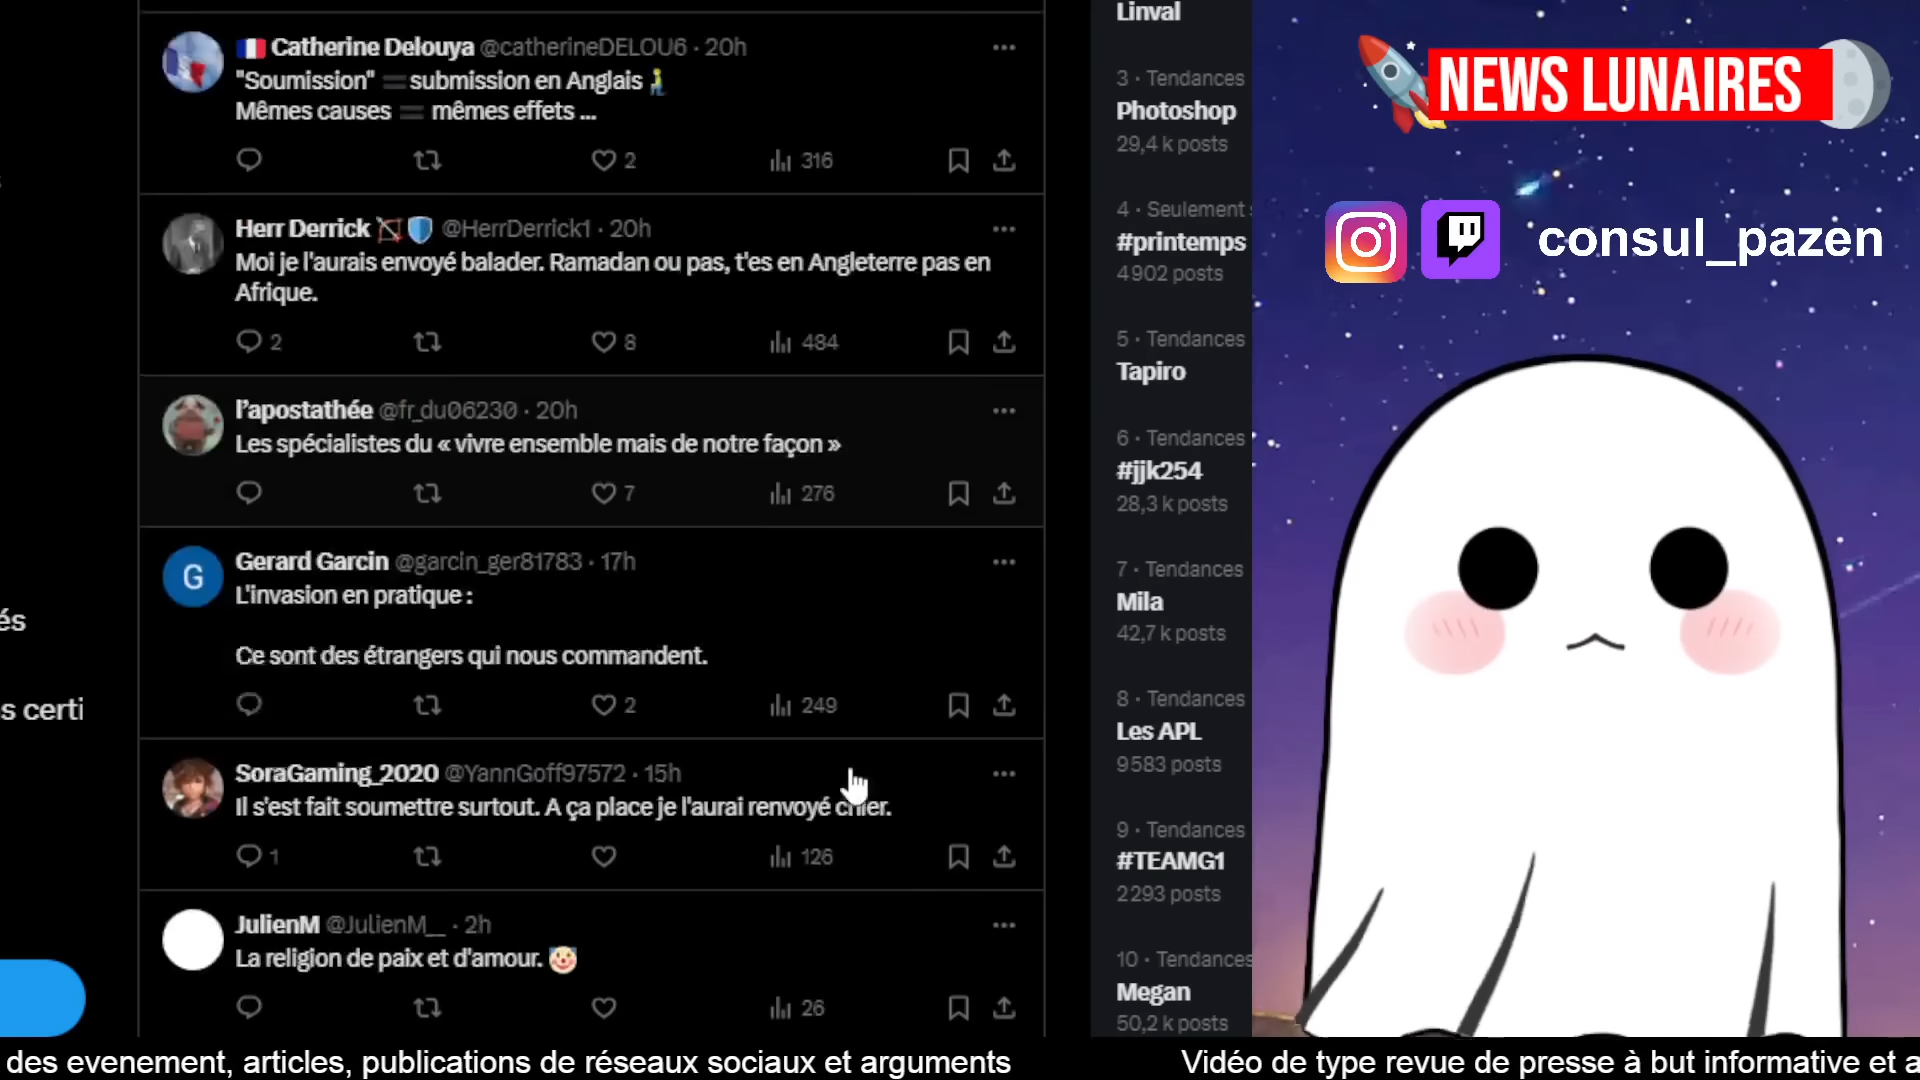 Catherine Delouya @catherineDELOU6 · 20h
"Soumission" = submission en Anglais
Mêmes causes = mêmes effets ...
2
316
Herr Derrick @HerrDerrick1 · 20h
Moi je l'aurais envoyé balader. Ramadan ou pas, t'es en Angleterre pas en
Afrique.
2
8
484
l'apostathée @fr_du06230 · 20h
Les spécialistes du « vivre ensemble mais de notre façon »
7
276
G
Gerard Garcin @garcin_ger81783 · 17h
L'invasion en pratique :
Ce sont des étrangers qui nous commandent.
2
249
SoraGaming_2020 @YannGoff97572 · 15h
Il s'est fait soumettre surtout. A ça place je l'aurai renvoyé chier.
1
126
JulienM @JulienM__ · 2h
La religion de paix et d'amour.
26
és
s certi
Linval
3 · Tendances
Photoshop
29,4 k posts
4 · Seulement
#printemps
4 902 posts
5 · Tendances
Tapiro
6 · Tendances
#jjk254
28,3 k posts
7 · Tendances
Mila
42,7 k posts
8 · Tendances
Les APL
9 583 posts
9 · Tendances
#TEAMG1
2 293 posts
10 · Tendances
Megan
50,2 k posts
NEWS LUNAIRES
consul_pazen
des evenement, articles, publications de réseaux sociaux et arguments
Vidéo de type revue de presse à but informative et a